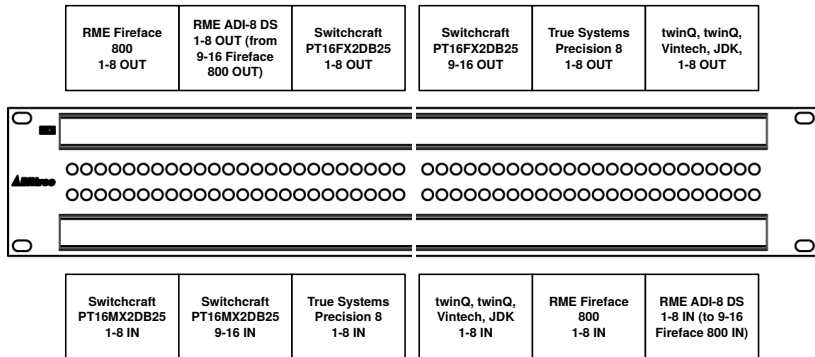 RME Fireface
800
1-8 OUT
RME ADI-8 DS
1-8 OUT (from
9-16 Fireface
800 OUT)
Switchcraft
PT16FX2DB25
1-8 OUT
Switchcraft
PT16FX2DB25
9-16 OUT
True Systems
Precision 8
1-8 OUT
twinQ, twinQ,
Vintech, JDK,
1-8 OUT
Switchcraft
PT16MX2DB25
1-8 IN
Switchcraft
PT16MX2DB25
9-16 IN
True Systems
Precision 8
1-8 IN
twinQ, twinQ,
Vintech, JDK
1-8 IN
RME Fireface
800
1-8 IN
RME ADI-8 DS
1-8 IN (to 9-16
Fireface 800 IN)